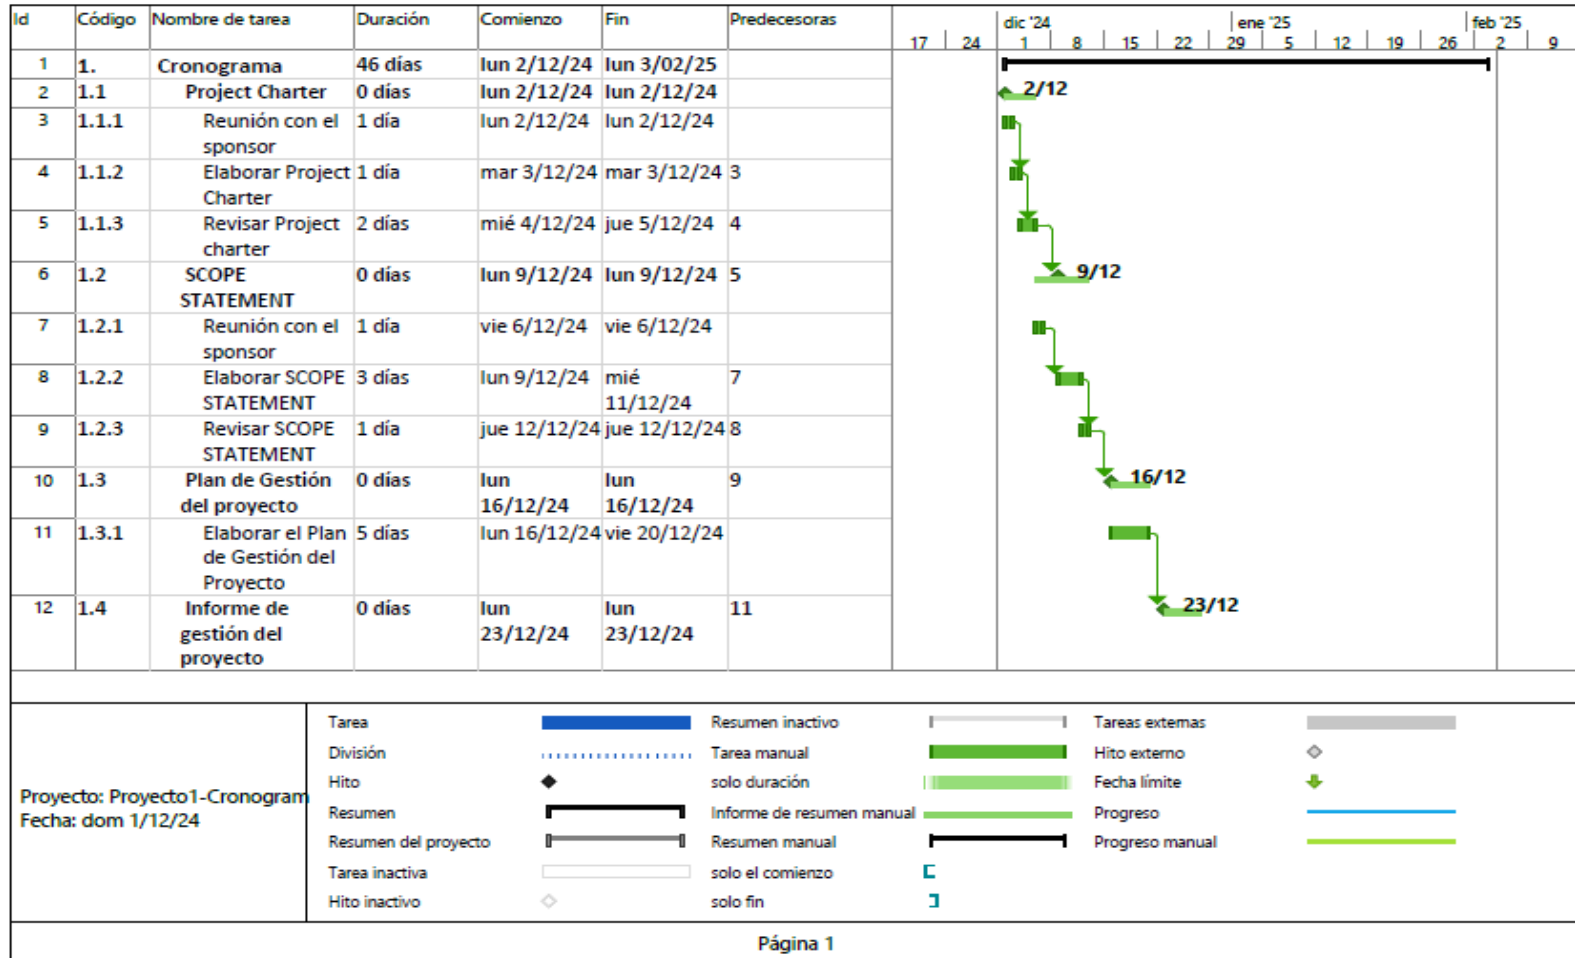 Id Código Nombre de tarea Duración Comienzo Fin Predecesoras
dic '24 ene '25 feb '25
17 24 1 8 15 22 29 5 12 19 26 2 9
1 1. Cronograma 46 días lun 2/12/24 lun 3/02/25
2 1.1 Project Charter 0 días lun 2/12/24 lun 2/12/24 2/12
3 1.1.1 Reunión con el 1 día lun 2/12/24 lun 2/12/24
sponsor
4 1.1.2 Elaborar Project 1 día mar 3/12/24 mar 3/12/24 3
Charter
5 1.1.3 Revisar Project 2 días mié 4/12/24 jue 5/12/24 4
charter
6 1.2 SCOPE 0 días lun 9/12/24 lun 9/12/24 5 9/12
STATEMENT
7 1.2.1 Reunión con el 1 día vie 6/12/24 vie 6/12/24
sponsor
8 1.2.2 Elaborar SCOPE 3 días lun 9/12/24 mié 7
STATEMENT 11/12/24
9 1.2.3 Revisar SCOPE 1 día jue 12/12/24 jue 12/12/24 8
STATEMENT
10 1.3 Plan de Gestión 0 días lun lun 9 16/12
del proyecto 16/12/24 16/12/24
11 1.3.1 Elaborar el Plan 5 días lun 16/12/24 vie 20/12/24
de Gestión del
Proyecto
12 1.4 Informe de 0 días lun lun 11 23/12
gestión del 23/12/24 23/12/24
proyecto
Proyecto: Proyecto1-Cronogram
Fecha: dom 1/12/24
Tarea Resumen inactivo Tareas externas
División Tarea manual Hito externo
Hito solo duración Fecha límite
Resumen Informe de resumen manual Progreso
Resumen del proyecto Resumen manual Progreso manual
Tarea inactiva solo el comienzo
Hito inactivo solo fin
Página 1